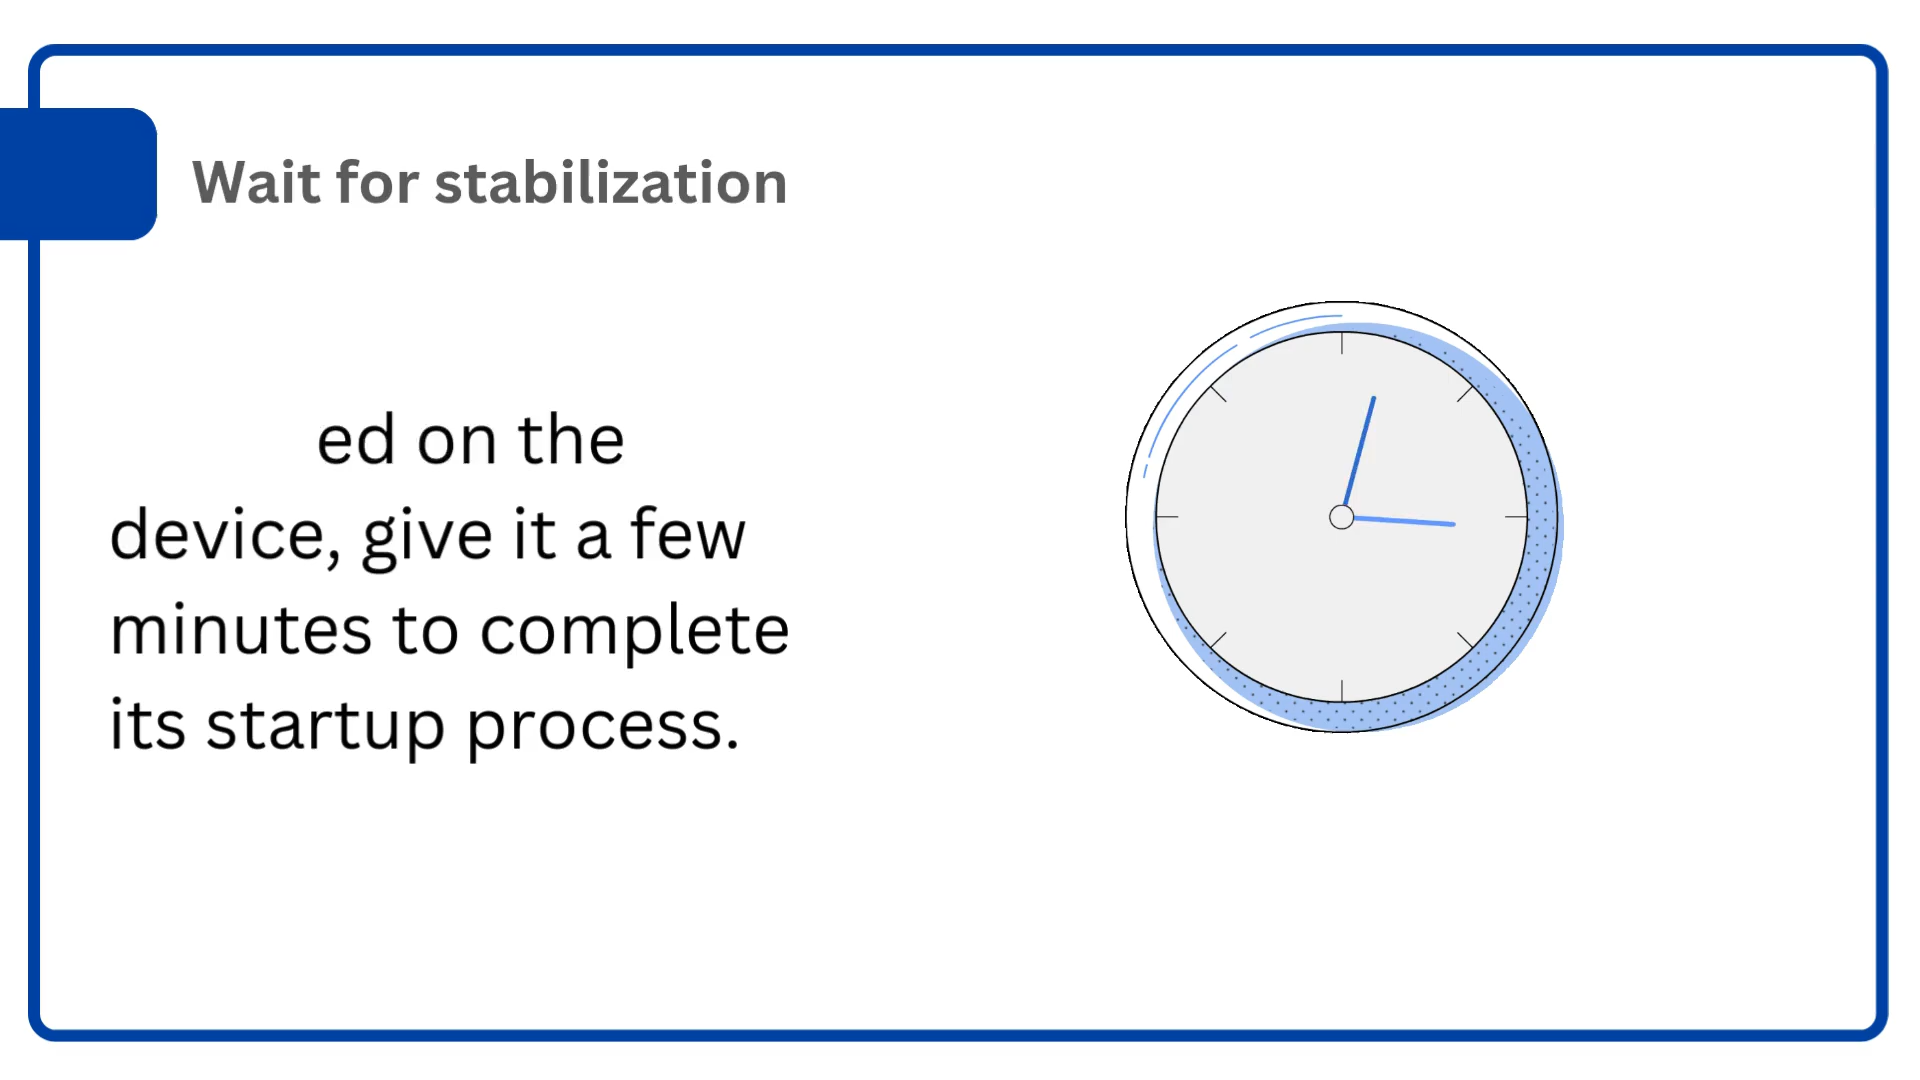 Wait for stabilization
ed on the
device, give it a few
minutes to complete
its startup process.